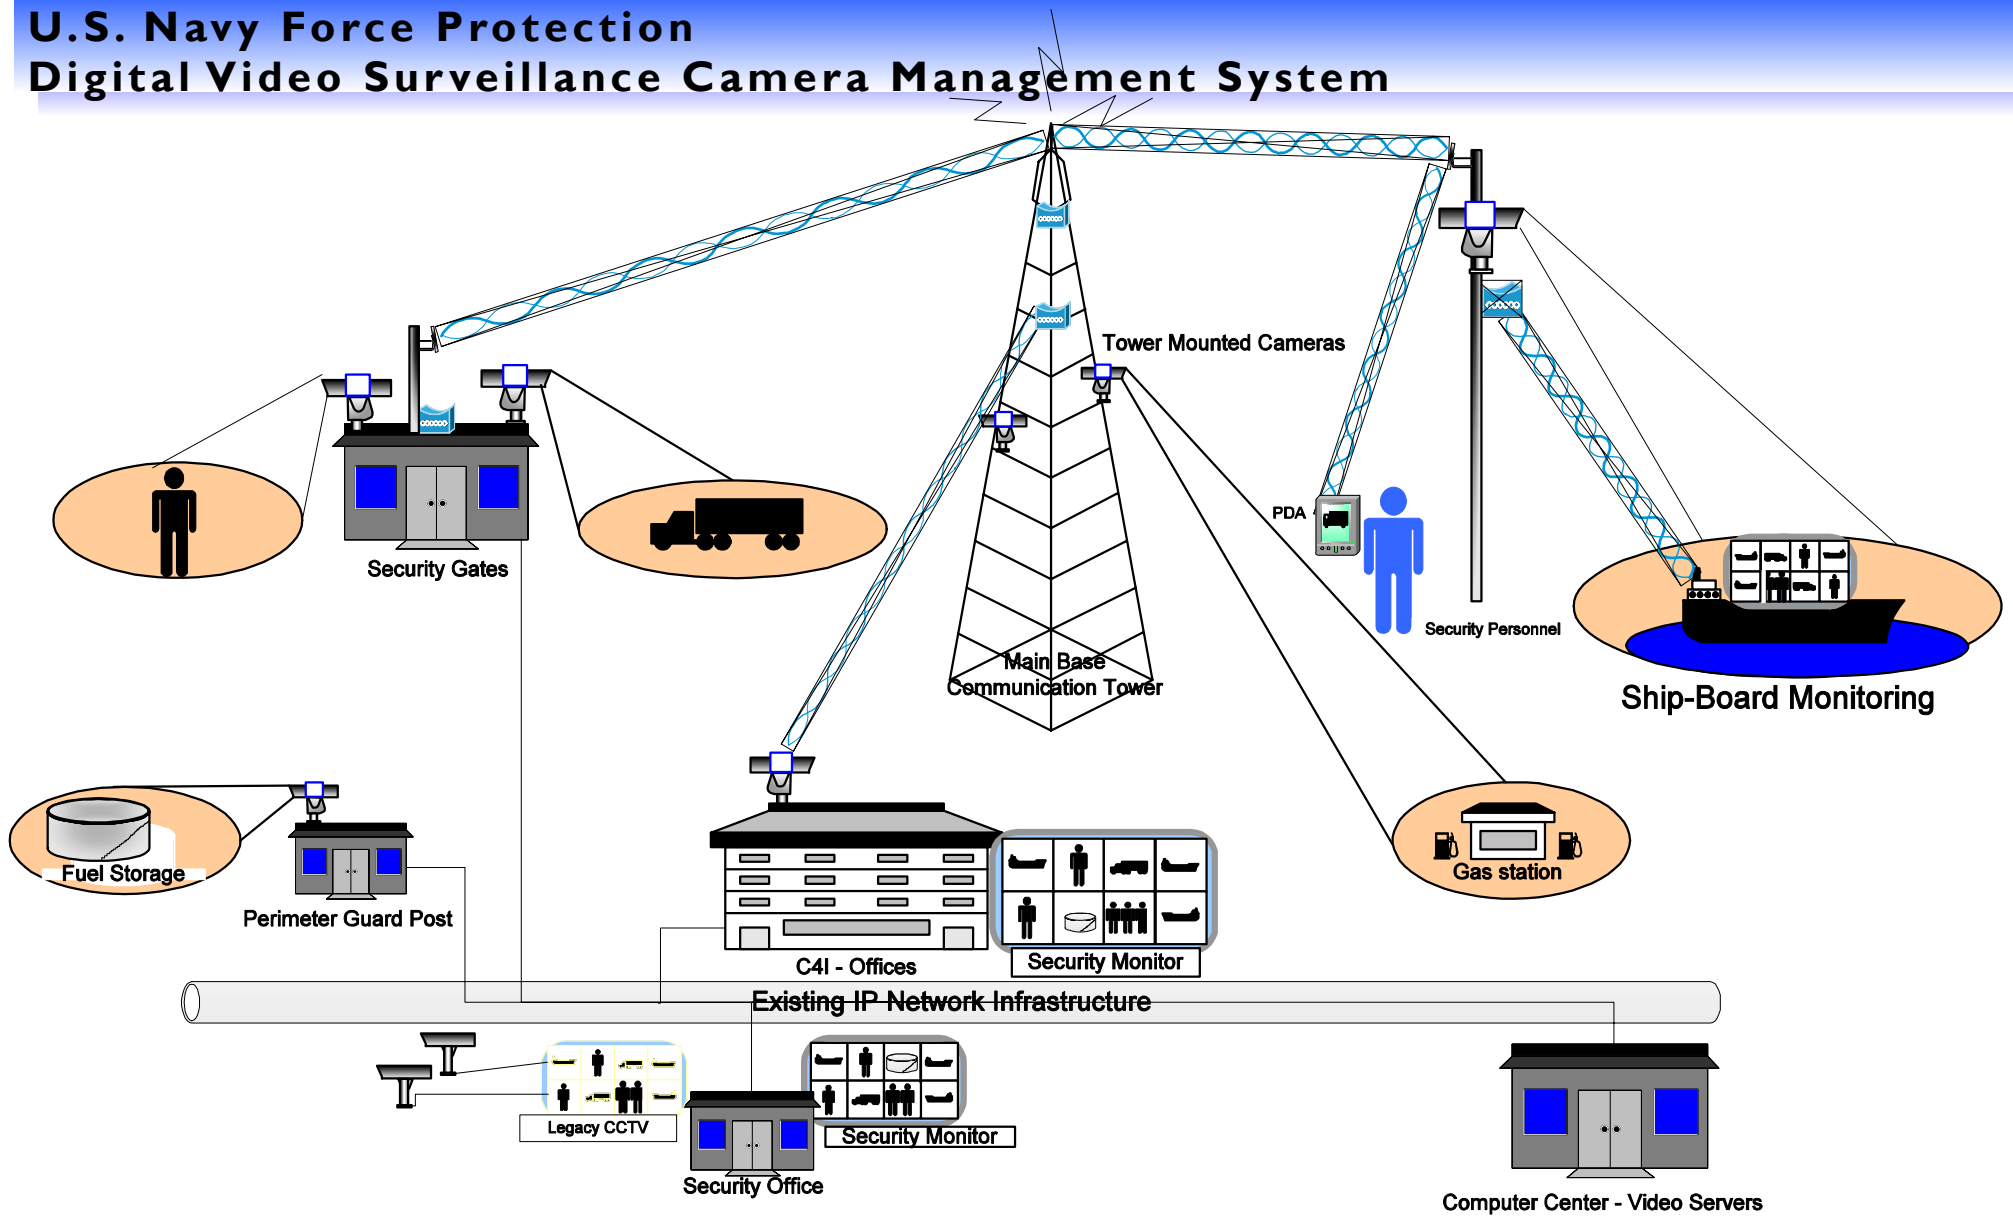 U.S. Navy Force Protection
Digital Video Surveillance Camera Management System
Tower Mounted Cameras
PDA
Security Gates
Security Personnel
Main Base
Communication Tower
Ship-Board Monitoring
Fuel Storage
Gas station
Perimeter Guard Post
C4I - Offices
Security Monitor
Existing IP Network Infrastructure
Legacy CCTV
Security Monitor
Security Office
Computer Center - Video Servers